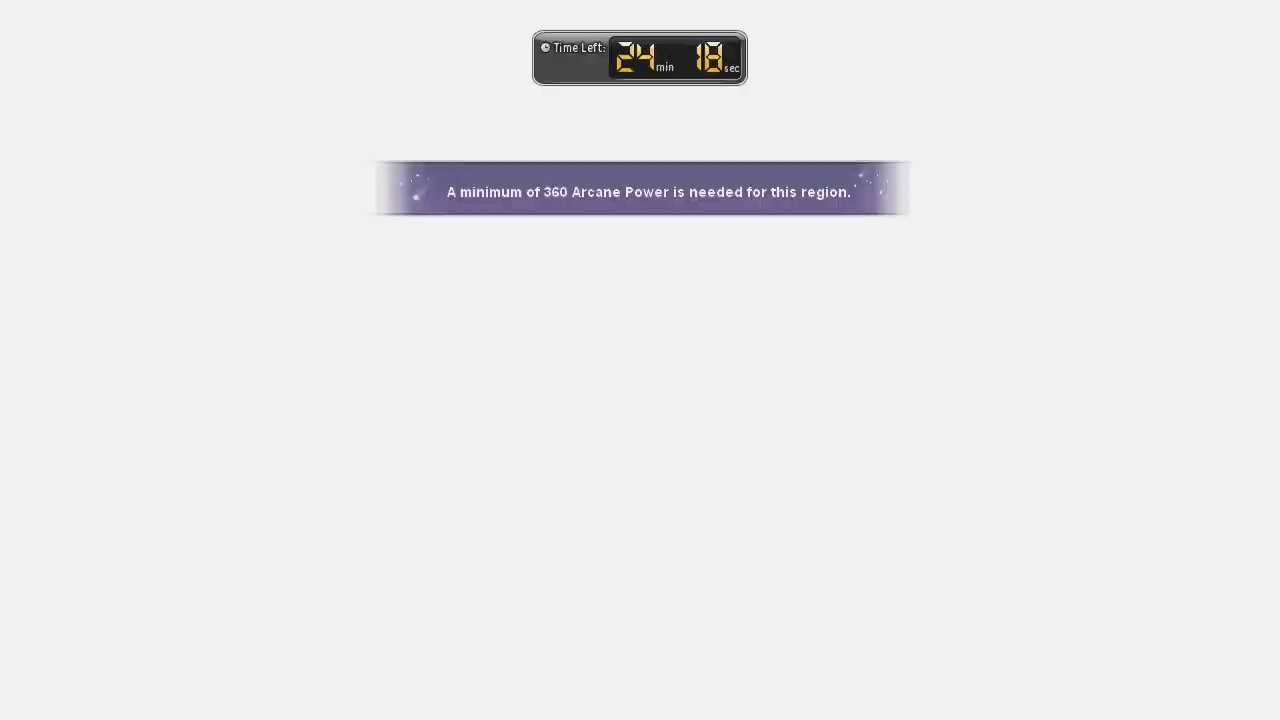 Time Left: 24 min 18 sec
A minimum of 360 Arcane Power is needed for this region.